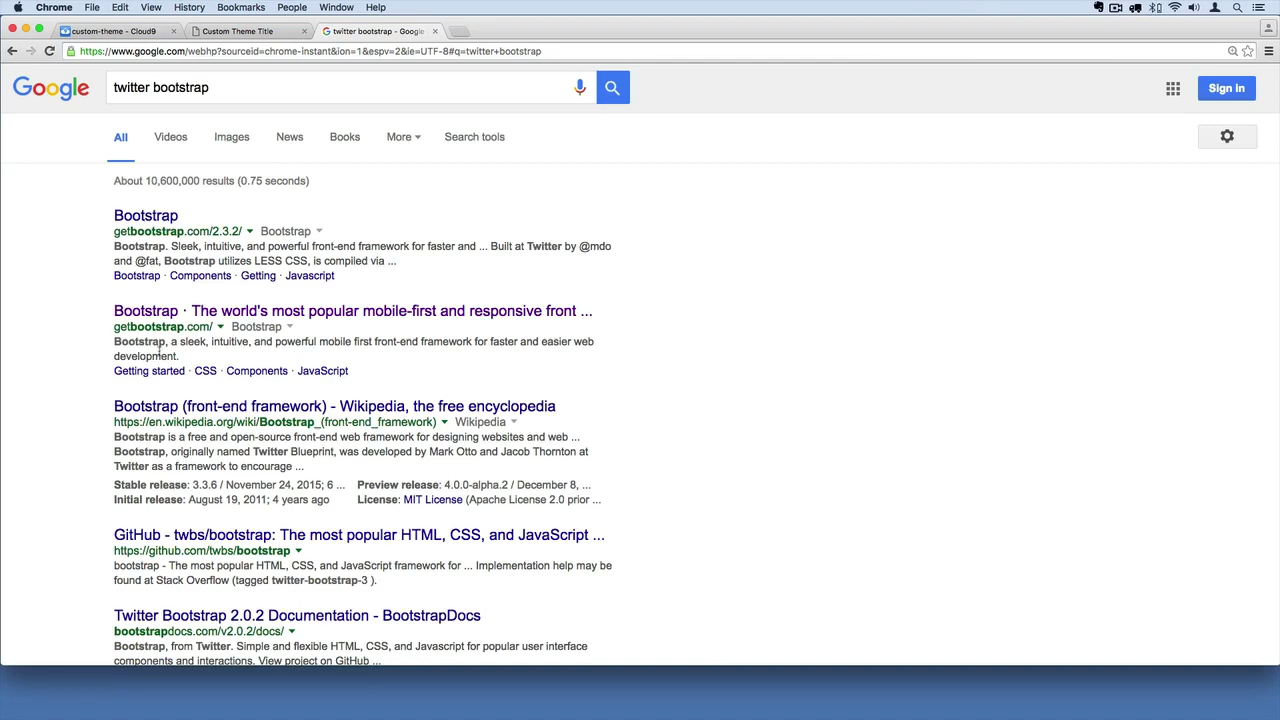 Chrome File Edit View History Bookmarks People Window Help
custom-theme - Cloud9 Custom Theme Title twitter bootstrap - Google
https://www.google.com/webhp?sourceid=chrome-instant&ion=1&espv=2&ie=UTF-8#q=twitter+bootstrap
Google twitter bootstrap Sign in
All Videos Images News Books More Search tools
About 10,600,000 results (0.75 seconds)
Bootstrap
getbootstrap.com/2.3.2/ Bootstrap
Bootstrap. Sleek, intuitive, and powerful front-end framework for faster and ... Built at Twitter by @mdo
and @fat, Bootstrap utilizes LESS CSS, is compiled via ...
Bootstrap · Components · Getting · Javascript
Bootstrap · The world's most popular mobile-first and responsive front ...
getbootstrap.com/ Bootstrap
Bootstrap, a sleek, intuitive, and powerful mobile first front-end framework for faster and easier web
development.
Getting started · CSS · Components · JavaScript
Bootstrap (front-end framework) - Wikipedia, the free encyclopedia
https://en.wikipedia.org/wiki/Bootstrap_(front-end_framework) Wikipedia
Bootstrap is a free and open-source front-end web framework for designing websites and web ...
Bootstrap, originally named Twitter Blueprint, was developed by Mark Otto and Jacob Thornton at
Twitter as a framework to encourage ...
Stable release: 3.3.6 / November 24, 2015; 6 ... Preview release: 4.0.0-alpha.2 / December 8, ...
Initial release: August 19, 2011; 4 years ago License: MIT License (Apache License 2.0 prior ...
GitHub - twbs/bootstrap: The most popular HTML, CSS, and JavaScript ...
https://github.com/twbs/bootstrap
bootstrap - The most popular HTML, CSS, and JavaScript framework for ... Implementation help may be
found at Stack Overflow (tagged twitter-bootstrap-3 ).
Twitter Bootstrap 2.0.2 Documentation - BootstrapDocs
bootstrapdocs.com/v2.0.2/docs/
Bootstrap, from Twitter. Simple and flexible HTML, CSS, and Javascript for popular user interface
components and interactions. View project on GitHub ...